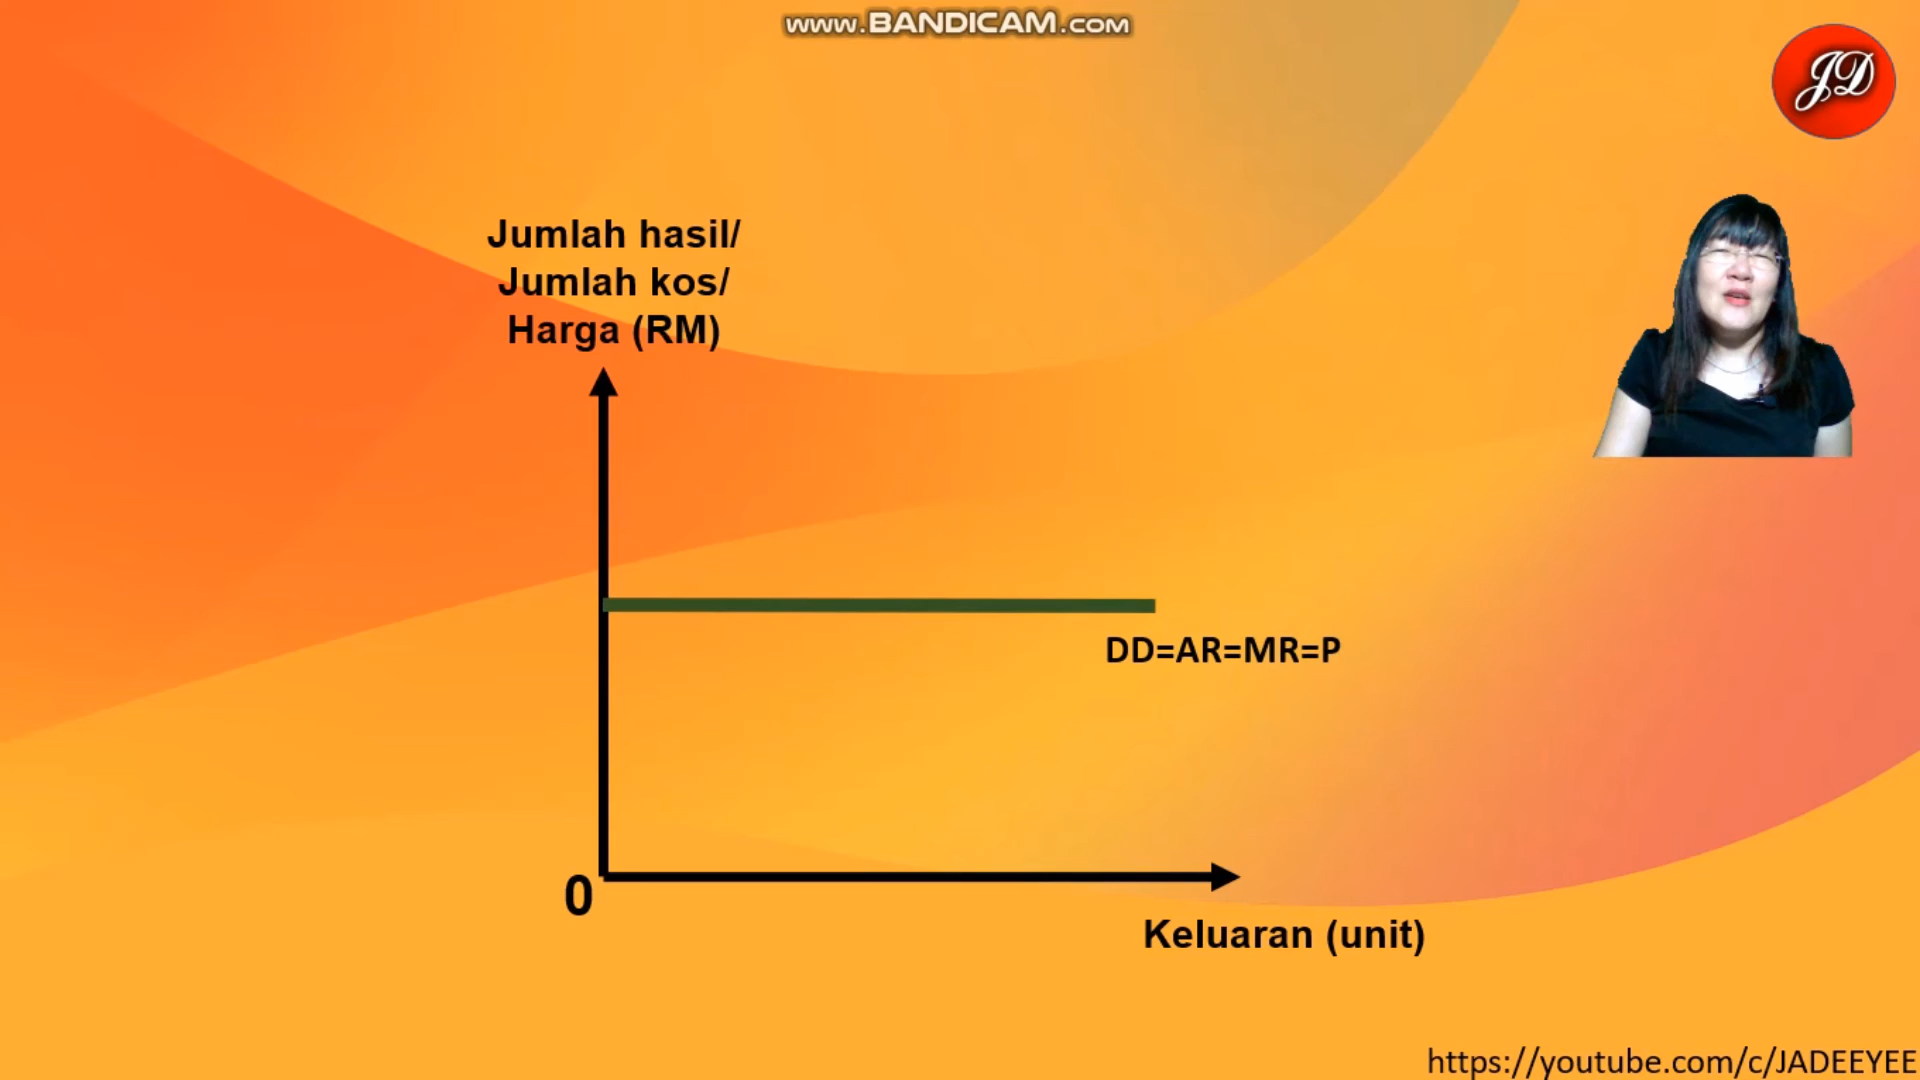 www.BANDICAM.com
JD
Jumlah hasil/
Jumlah kos/
Harga (RM)
DD=AR=MR=P
0
Keluaran (unit)
https://youtube.com/c/JADEEYEE